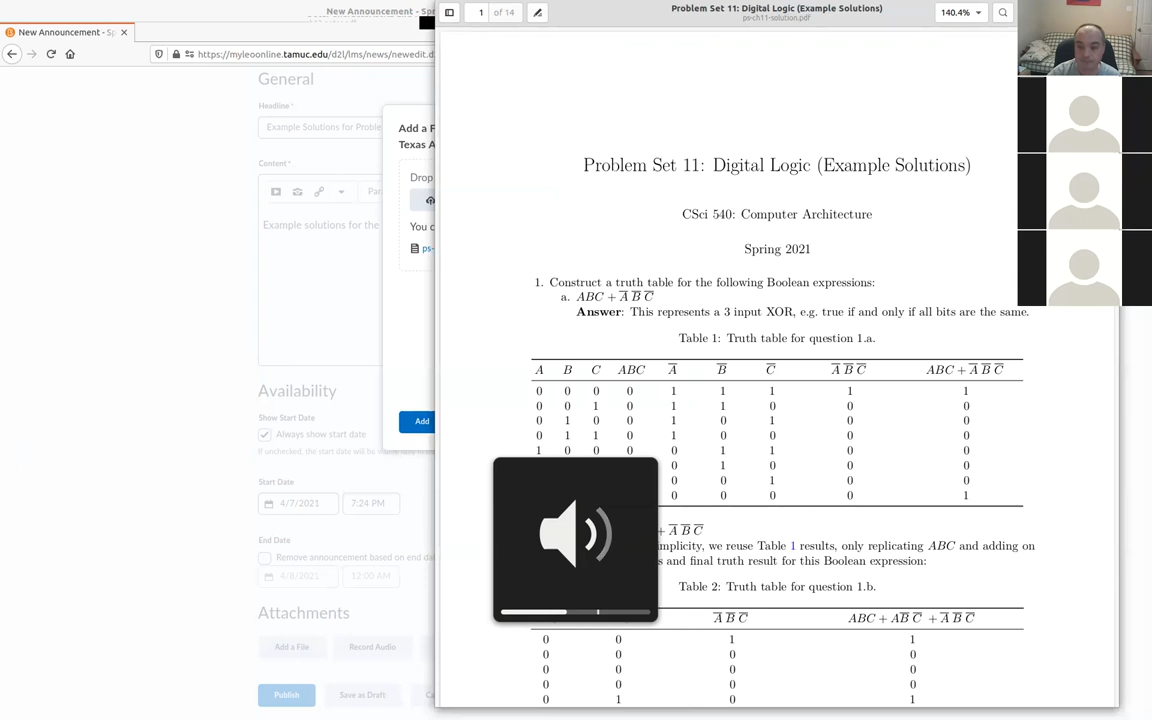 New Announcement - Spr
New Announcement - Sp
https://myleoonline.tamuc.edu/d2l/lms/news/newedit.d
General
Headline *
Example Solutions for Proble
Content *
Par
Example solutions for the
Availability
Show Start Date
Always show start date
Start Date
4/7/2021 7:24 PM
End Date
Remove announcement based on end dat
4/8/2021 12:00 AM
Attachments
Add a File Record Audio
Publish Save as Draft Ca
Add a F
Texas A
Drop
You c
ps-
Add
1 of 14
Problem Set 11: Digital Logic (Example Solutions)
ps-ch11-solution.pdf
140.4%
Problem Set 11: Digital Logic (Example Solutions)
CSci 540: Computer Architecture
Spring 2021
1. Construct a truth table for the following Boolean expressions:
a. ABC + A̅ B̅ C̅
Answer: This represents a 3 input XOR, e.g. true if and only if all bits are the same.
Table 1: Truth table for question 1.a.
A B C ABC A̅ B̅ C̅ A̅ B̅ C̅ ABC + A̅ B̅ C̅
0 0 0 0 1 1 1 1 1
0 0 1 0 1 1 0 0 0
0 1 0 0 1 0 1 0 0
0 1 1 0 1 0 0 0 0
1 0 0 0 0 1 1 0 0
0 1 0 0 0
0 0 1 0 0
0 0 0 0 1
+ A̅ B̅ C̅
mplicity, we reuse Table 1 results, only replicating ABC and adding on
s and final truth result for this Boolean expression:
Table 2: Truth table for question 1.b.
A̅ B̅ C̅ ABC + AB̅ C̅ + A̅ B̅ C̅
0 0 1 1
0 0 0 0
0 0 0 0
0 0 0 0
0 1 0 1